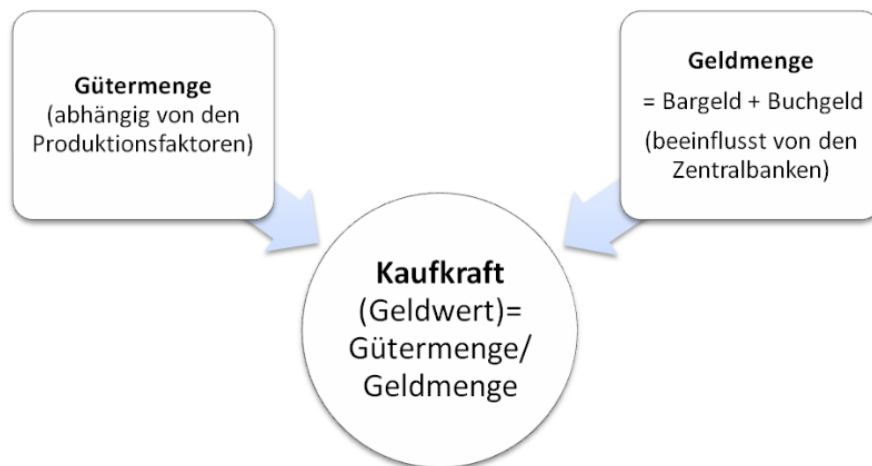 Gütermenge
(abhängig von den
Produktionsfaktoren)
Geldmenge
= Bargeld + Buchgeld
(beeinflusst von den
Zentralbanken)
Kaufkraft
(Geldwert)=
Gütermenge/
Geldmenge